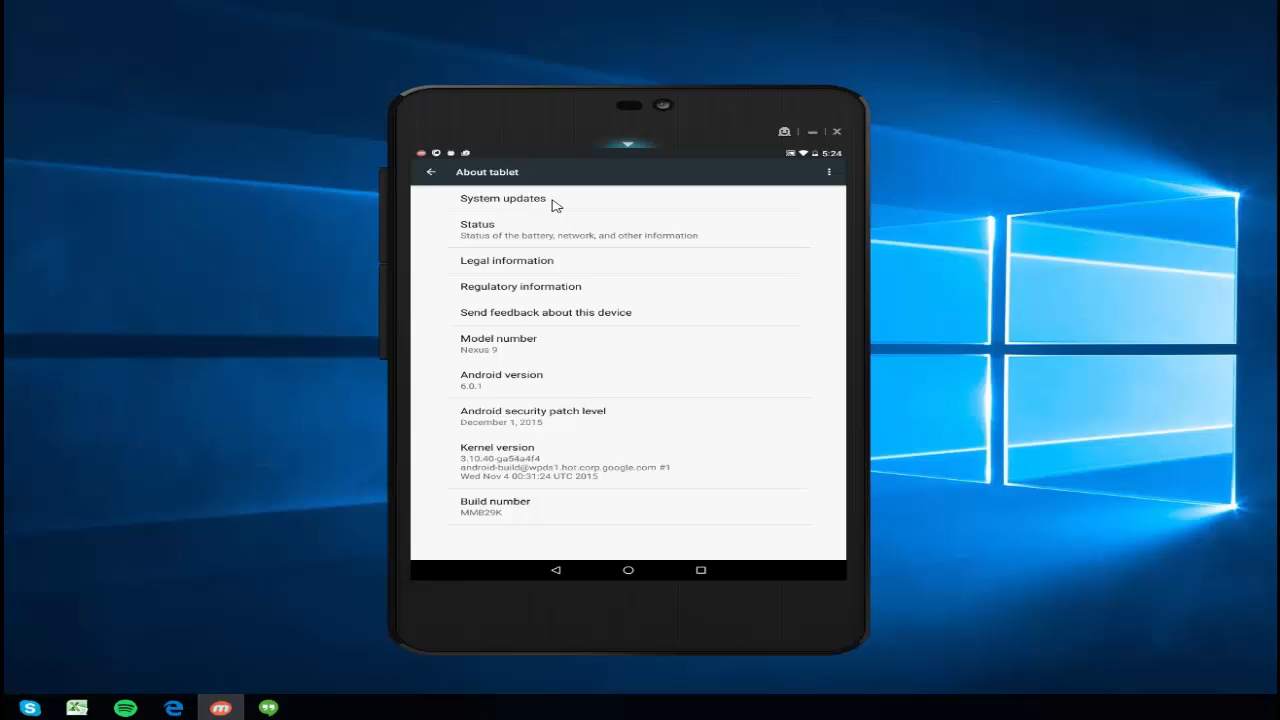 5:24
About tablet
System updates
Status
Status of the battery, network, and other information
Legal information
Regulatory information
Send feedback about this device
Model number
Nexus 9
Android version
6.0.1
Android security patch level
December 1, 2015
Kernel version
3.10.40-ga54a4f4
android-build@wpds1.hot.corp.google.com #1
Wed Nov 4 00:31:24 UTC 2015
Build number
MMB29K